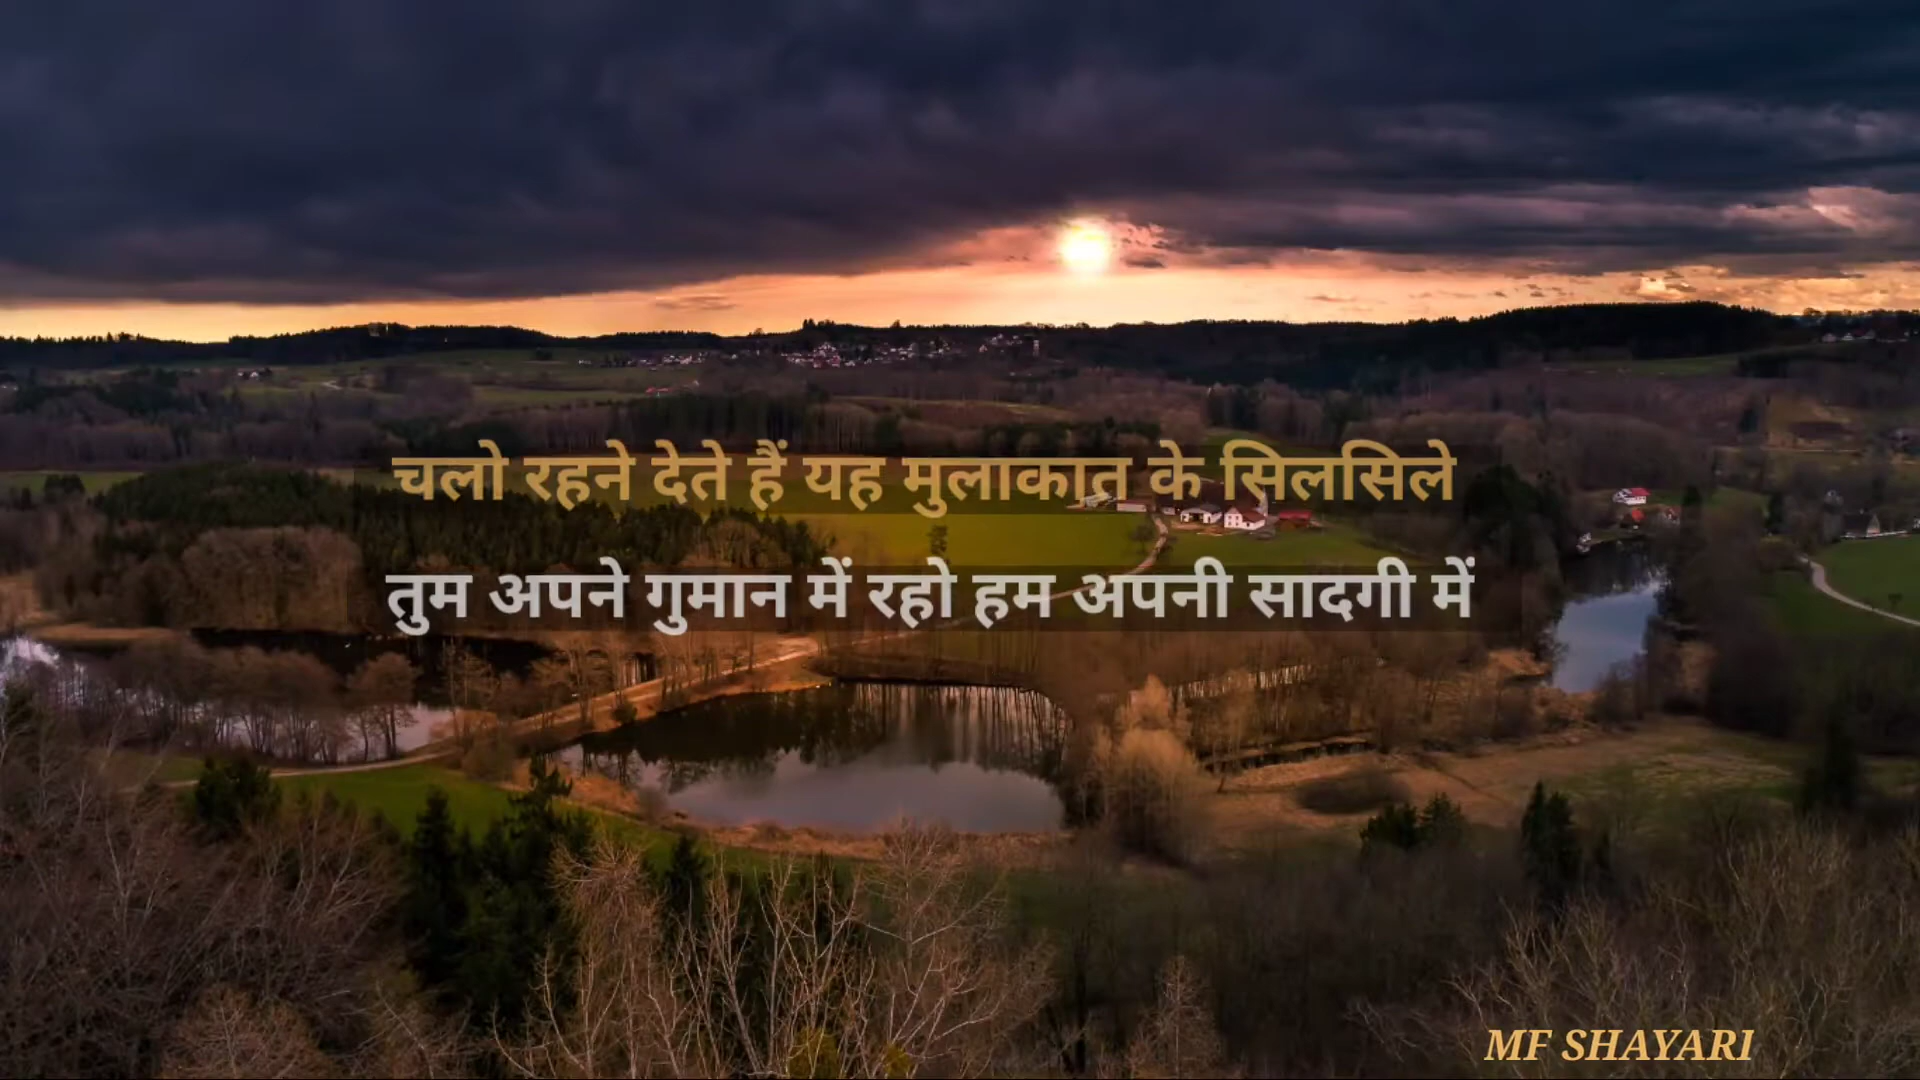 चलो रहने देते हैं यह मुलाकात के सिलसिले
तुम अपने गुमान में रहो हम अपनी सादगी में
MF SHAYARI